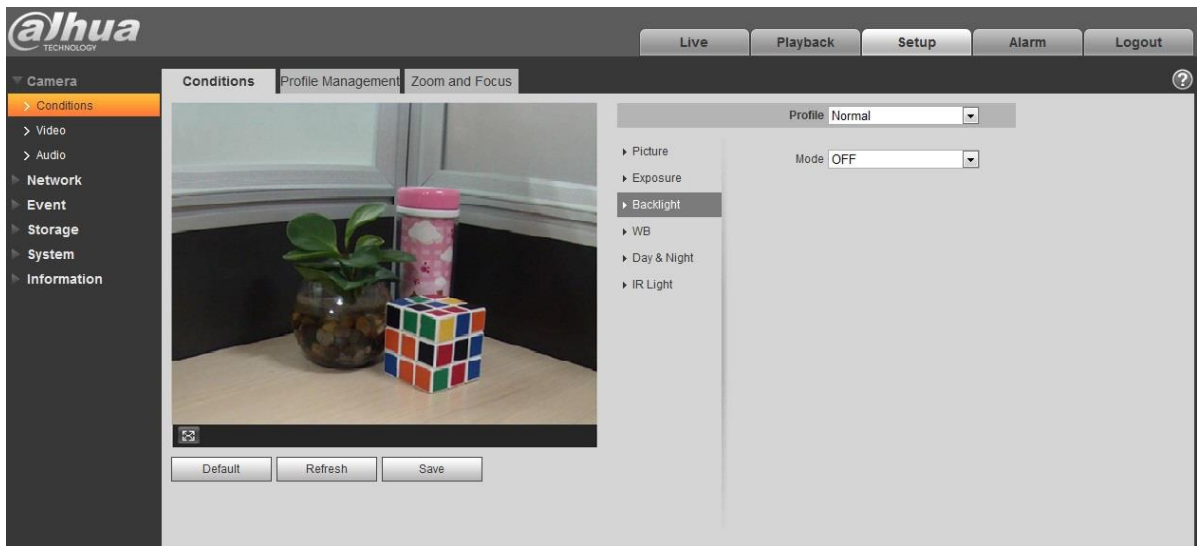 alhua
TECHNOLOGY
Live Playback Setup Alarm Logout
Camera
Conditions
Video
Audio
Network
Event
Storage
System
Information
Conditions Profile Management Zoom and Focus
?
Profile Normal
Picture
Exposure
Backlight
WB
Day & Night
IR Light
Mode OFF
Default Refresh Save